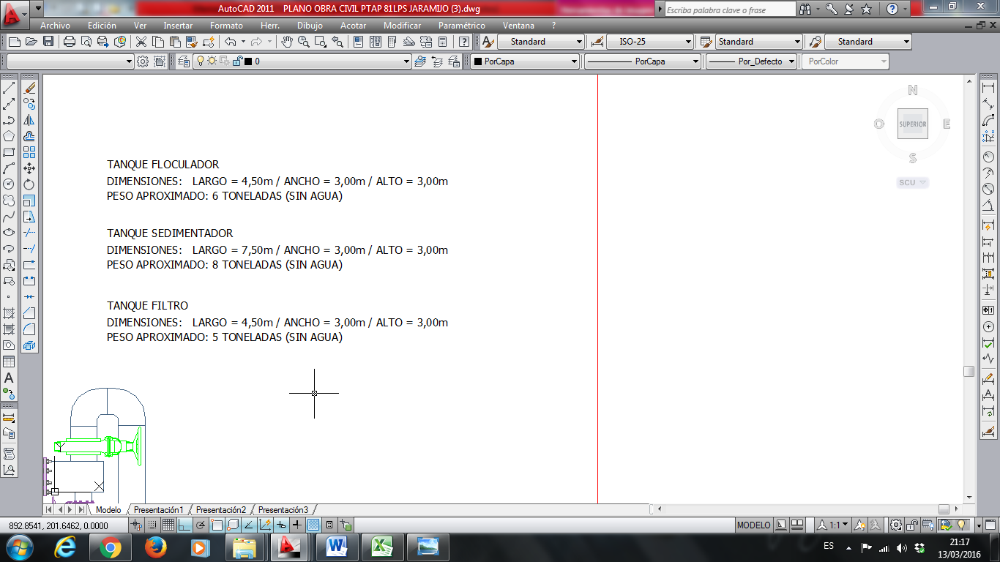 AutoCAD 2011 PLANO OBRA CIVIL PTAP 81LPS JARAMIJO (3).dwg
Escriba palabra clave o frase
Archivo Edición Ver Insertar Formato Herr. Dibujo Acotar Modificar Paramétrico Ventana ?
Standard ISO-25 Standard Standard
0 PorCapa PorCapa Por_Defecto PorColor
N
O SUPERIOR E
S
SCU
TANQUE FLOCULADOR
DIMENSIONES: LARGO = 4,50m / ANCHO = 3,00m / ALTO = 3,00m
PESO APROXIMADO: 6 TONELADAS (SIN AGUA)
TANQUE SEDIMENTADOR
DIMENSIONES: LARGO = 7,50m / ANCHO = 3,00m / ALTO = 3,00m
PESO APROXIMADO: 8 TONELADAS (SIN AGUA)
TANQUE FILTRO
DIMENSIONES: LARGO = 4,50m / ANCHO = 3,00m / ALTO = 3,00m
PESO APROXIMADO: 5 TONELADAS (SIN AGUA)
Modelo Presentación1 Presentación2 Presentación3
892.8541, 201.6462, 0.0000 MODELO 1:1
ES 21:17
13/03/2016